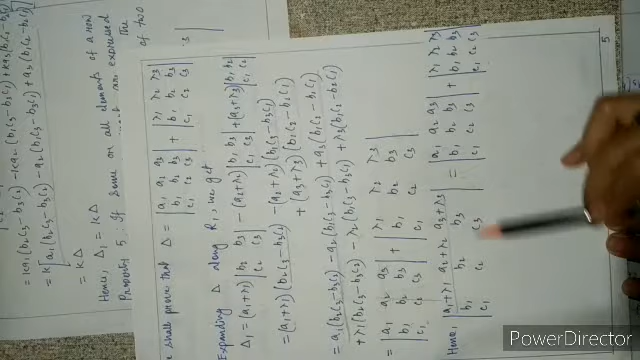 = ka₁(b₂c₃-b₃c₂) - ka₂(b₁c₃-b₃c₁) + ka₃(b₁c₂-b₂c₁)
= k[a₁(b₂c₃-b₃c₂) - a₂(b₁c₃-b₃c₁) + a₃(b₁c₂-b₂c₁)
= kΔ
Hence, Δ₁ = kΔ
Property 5: If some or all elements of a row
are expressed
The
of two
shall prove that Δ = |a₁ a₂ a₃; b₁ b₂ b₃; c₁ c₂ c₃| + |λ₁ λ₂ λ₃; b₁ b₂ b₃; c₁ c₂ c₃|
Expanding Δ along R₁, we get
Δ₁ = (a₁+λ₁) |b₂ b₃; c₂ c₃| - (a₂+λ₂) |b₁ b₃; c₁ c₃| + (a₃+λ₃) |b₁ b₂; c₁ c₂|
= (a₁+λ₁)(b₂c₃-b₃c₂) - (a₂+λ₂)(b₁c₃-b₃c₁)
+ (a₃+λ₃)(b₁c₂-b₂c₁)
= a₁(b₂c₃-b₃c₂) - a₂(b₁c₃-b₃c₁) + a₃(b₁c₂-b₂c₁)
+ λ₁(b₂c₃-b₃c₂) - λ₂(b₁c₃-b₃c₁) + λ₃(b₁c₂-b₂c₁)
= |a₁ a₂ a₃; b₁ b₂ b₃; c₁ c₂ c₃| + |λ₁ λ₂ λ₃; b₁ b₂ b₃; c₁ c₂ c₃|
Hence, |a₁+λ₁ a₂+λ₂ a₃+λ₃; b₁ b₂ b₃; c₁ c₂ c₃| = |a₁ a₂ a₃; b₁ b₂ b₃; c₁ c₂ c₃| + |λ₁ λ₂ λ₃; b₁ b₂ b₃; c₁ c₂ c₃|
5
PowerDirector